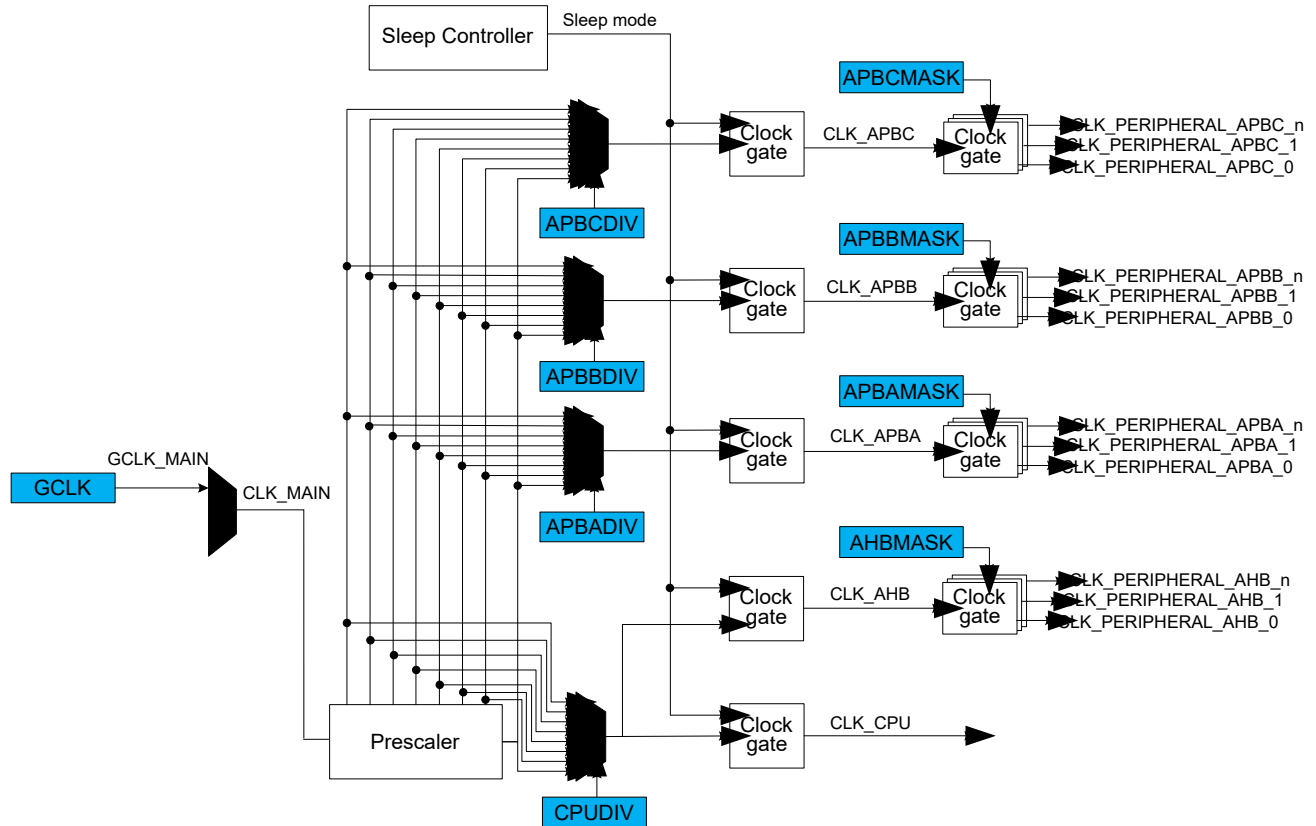 Sleep mode
Sleep Controller
APBCMASK
Clock
gate
CLK_APBC
Clock
gate
CLK_PERIPHERAL_APBC_n
CLK_PERIPHERAL_APBC_1
CLK_PERIPHERAL_APBC_0
APBCDIV
APBBMASK
Clock
gate
CLK_APBB
Clock
gate
CLK_PERIPHERAL_APBB_n
CLK_PERIPHERAL_APBB_1
CLK_PERIPHERAL_APBB_0
APBBDIV
APBAMASK
Clock
gate
CLK_APBA
Clock
gate
CLK_PERIPHERAL_APBA_n
CLK_PERIPHERAL_APBA_1
CLK_PERIPHERAL_APBA_0
GCLK_MAIN
GCLK
CLK_MAIN
APBADIV
AHBMASK
Clock
gate
CLK_AHB
Clock
gate
CLK_PERIPHERAL_AHB_n
CLK_PERIPHERAL_AHB_1
CLK_PERIPHERAL_AHB_0
Prescaler
Clock
gate
CLK_CPU
CPUDIV